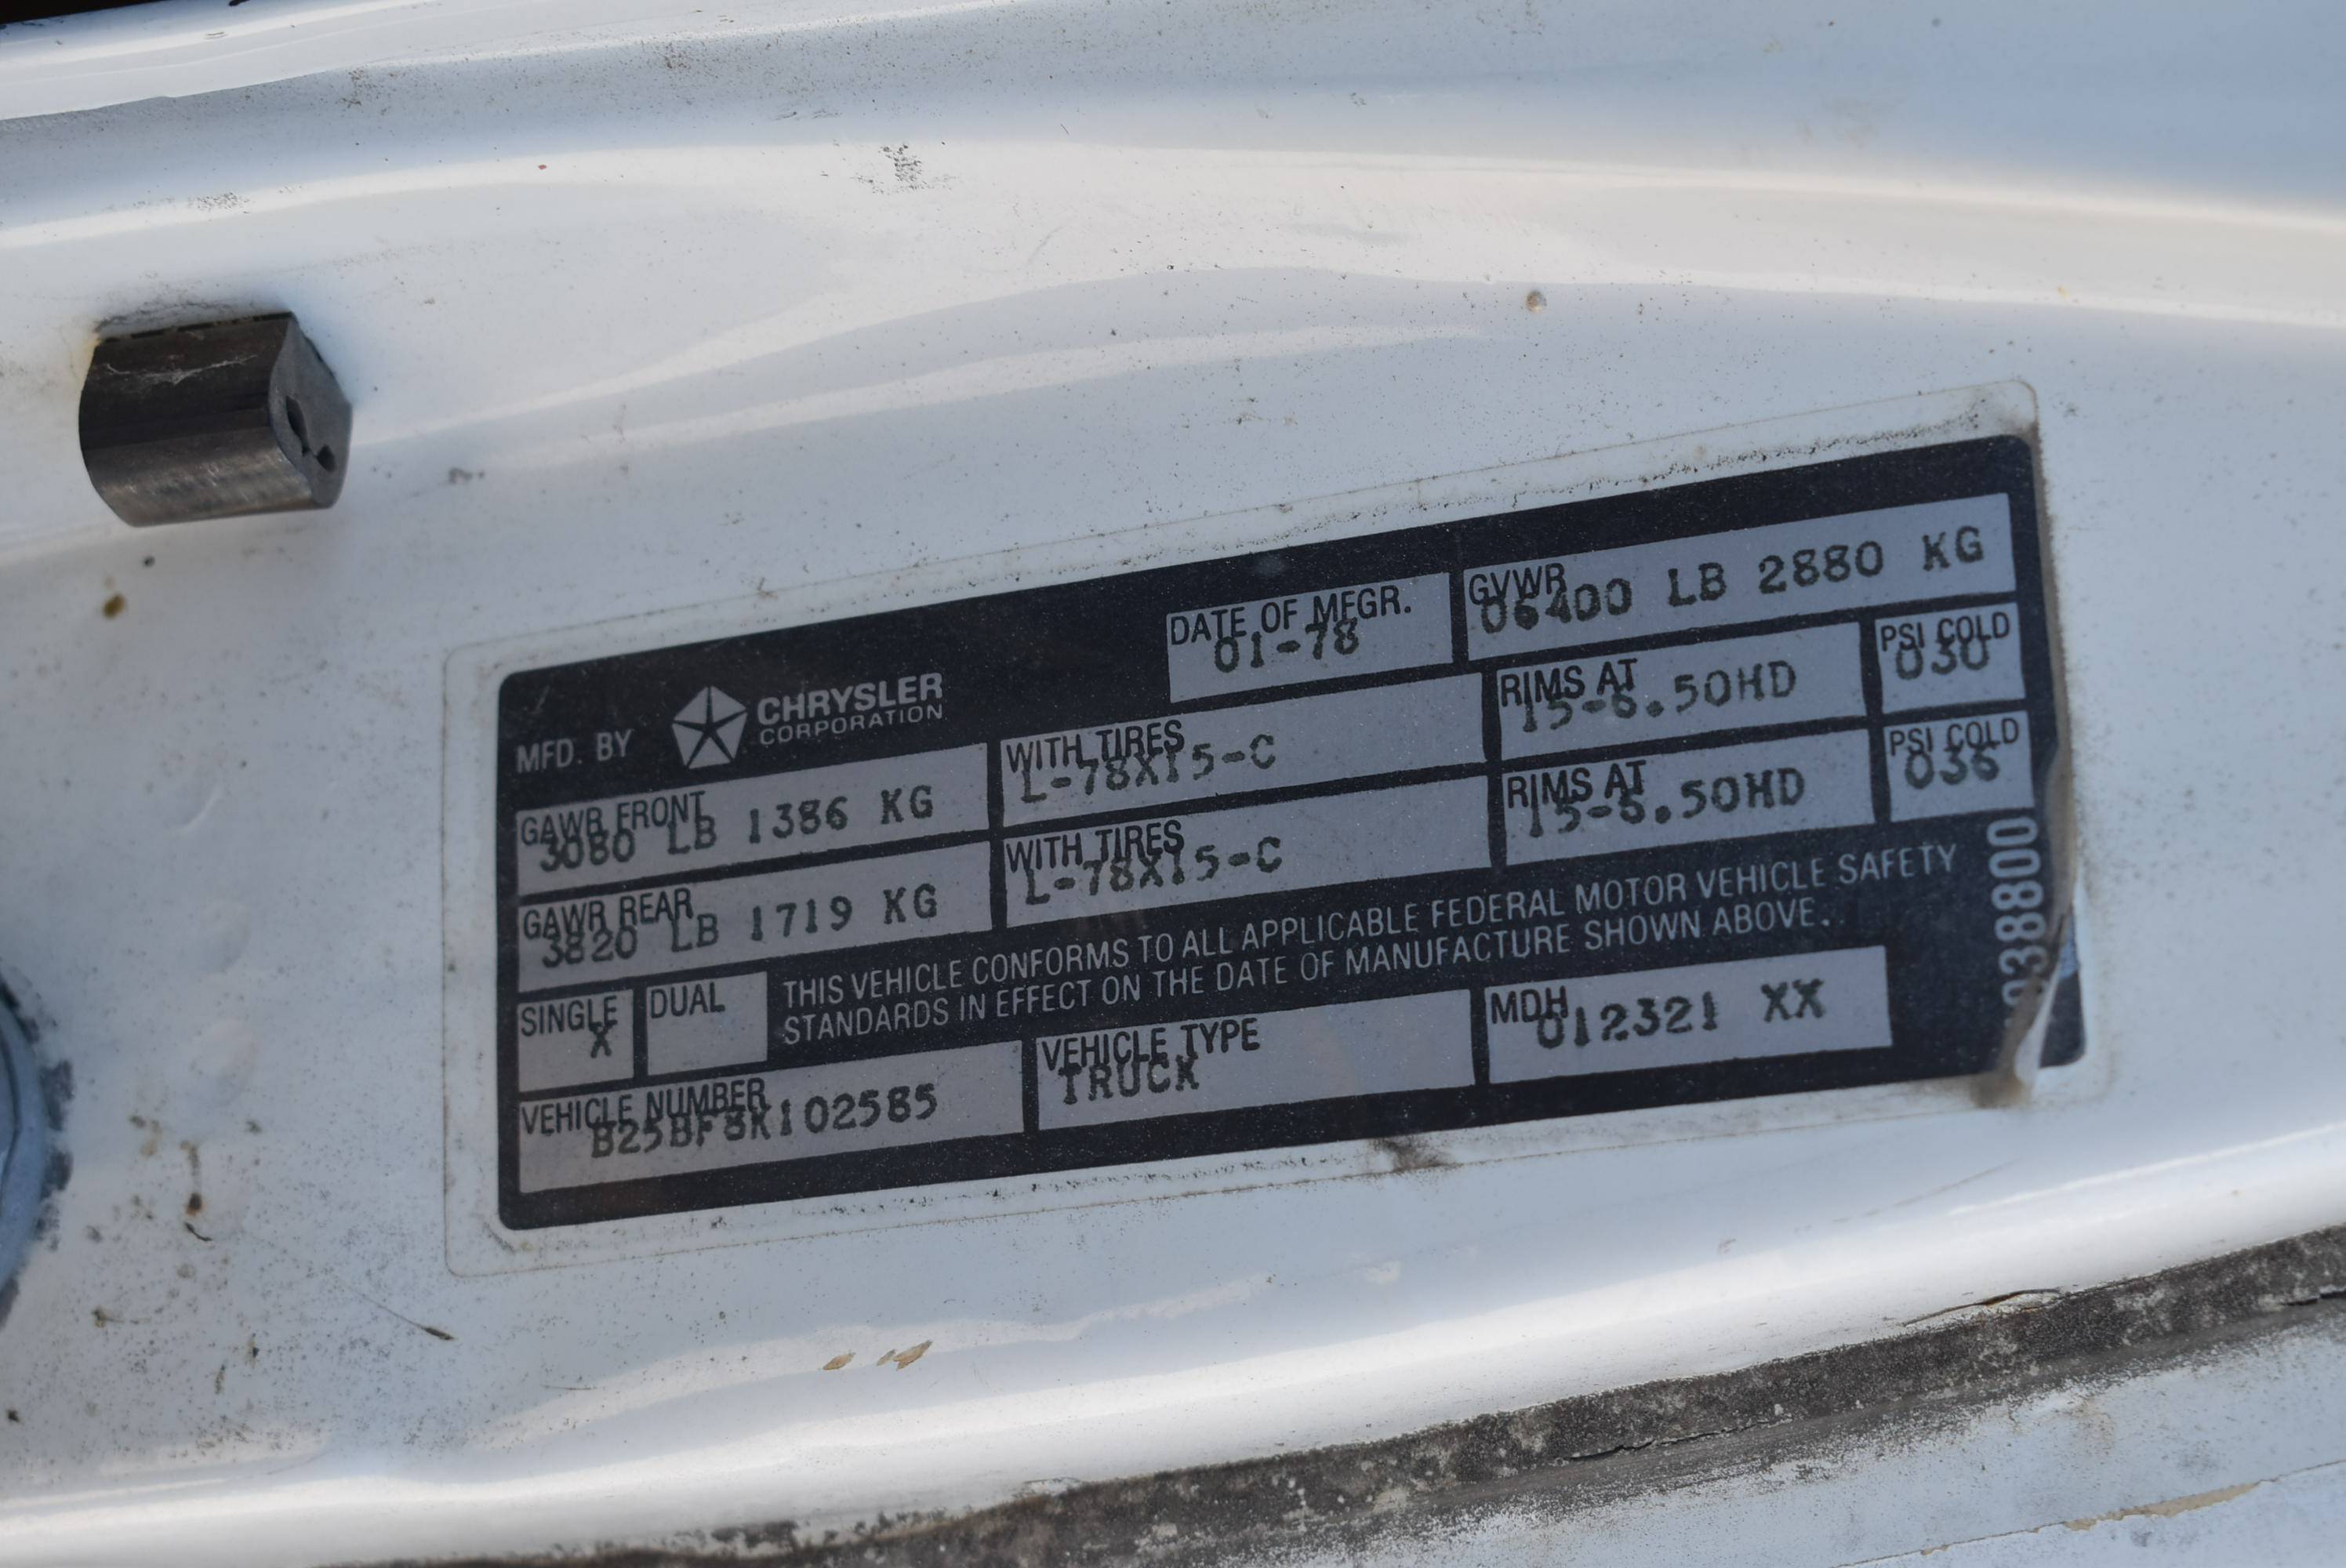 DATE OF MFGR.
01-78
GVWR
06400 LB 2880 KG
MFD. BY CHRYSLER
CORPORATION
GAWR FRONT
3080 LB 1386 KG
WITH TIRES
L-78X15-C
RIMS AT
15-6.50HD
PSI COLD
030
GAWR REAR
3820 LB 1719 KG
WITH TIRES
L-78X15-C
RIMS AT
15-6.50HD
PSI COLD
036
SINGLE
X
DUAL
THIS VEHICLE CONFORMS TO ALL APPLICABLE FEDERAL MOTOR VEHICLE SAFETY
STANDARDS IN EFFECT ON THE DATE OF MANUFACTURE SHOWN ABOVE.
VEHICLE NUMBER
B25BF8K102585
VEHICLE TYPE
TRUCK
MDH
012321 XX